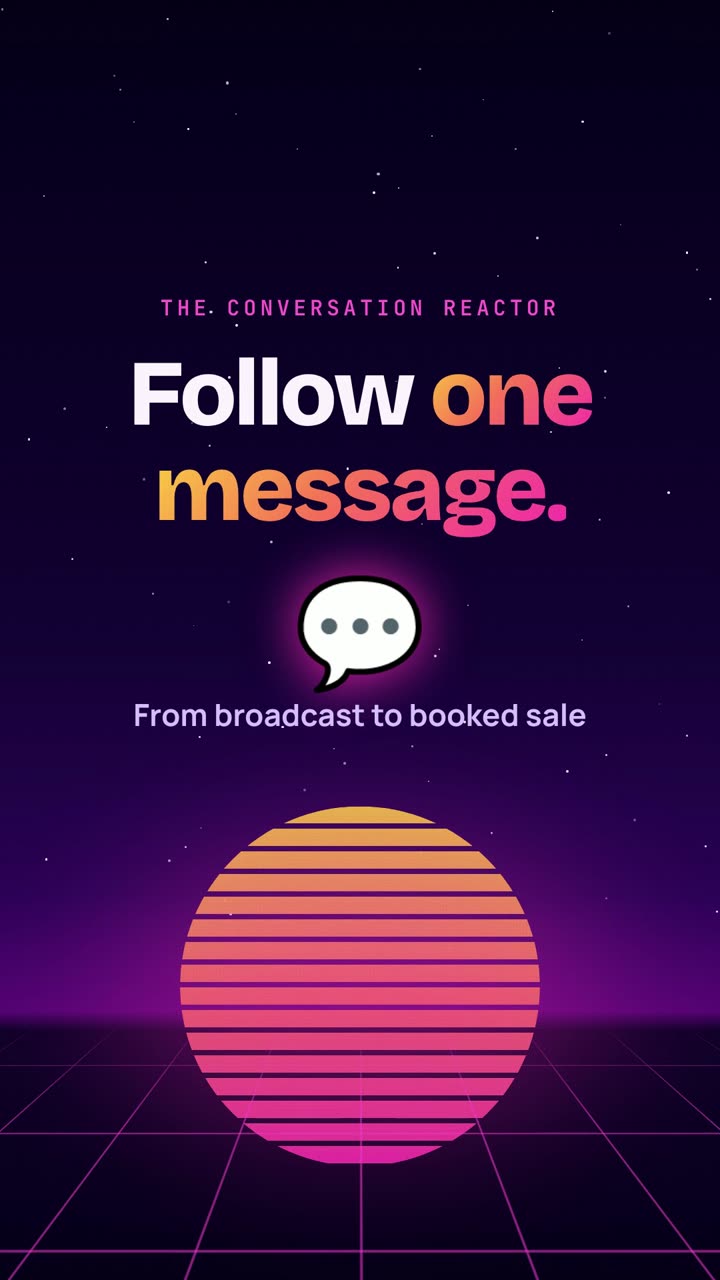 THE CONVERSATION REACTOR
Follow one
message.
From broadcast to booked sale